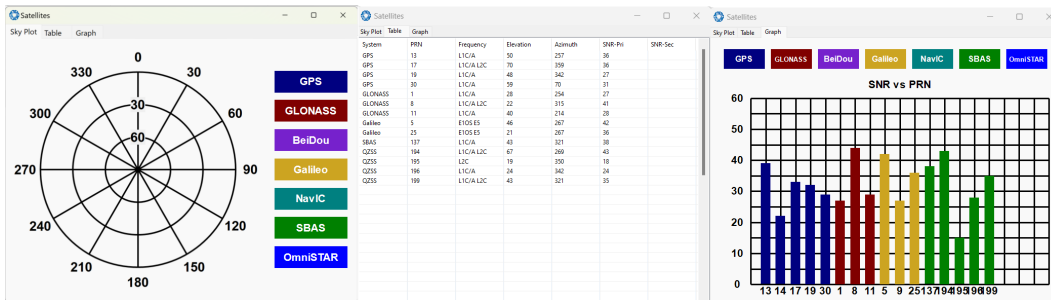 Satellites
Sky Plot Table Graph
0
330 30
300 30 60
60
270 90
240 120
210 150
180
GPS
GLONASS
BeiDou
Galileo
NavIC
SBAS
OmniSTAR
Satellites
Sky Plot Table Graph
System PRN Frequency Elevation Azimuth SNR-Pri SNR-Sec
GPS 13 L1C/A 50 257 36
GPS 17 L1C/A L2C 70 359 36
GPS 19 L1C/A 48 342 27
GPS 30 L1C/A 59 70 31
GLONASS 1 L1C/A 28 254 27
GLONASS 8 L1C/A L2C 22 315 41
GLONASS 11 L1C/A 40 214 28
Galileo 5 E1OS E5 46 267 42
Galileo 25 E1OS E5 21 267 36
SBAS 137 L1C/A 43 321 38
QZSS 194 L1C/A L2C 67 269 43
QZSS 195 L2C 19 350 18
QZSS 196 L1C/A 24 342 24
QZSS 199 L1C/A L2C 43 321 35
Satellites
Sky Plot Table Graph
GPS GLONASS BeiDou Galileo NavIC SBAS OmniSTAR
SNR vs PRN
60
50
40
30
20
10
0
13 14 17 19 30 1 8 11 5 9 25 137 194 195 196 199